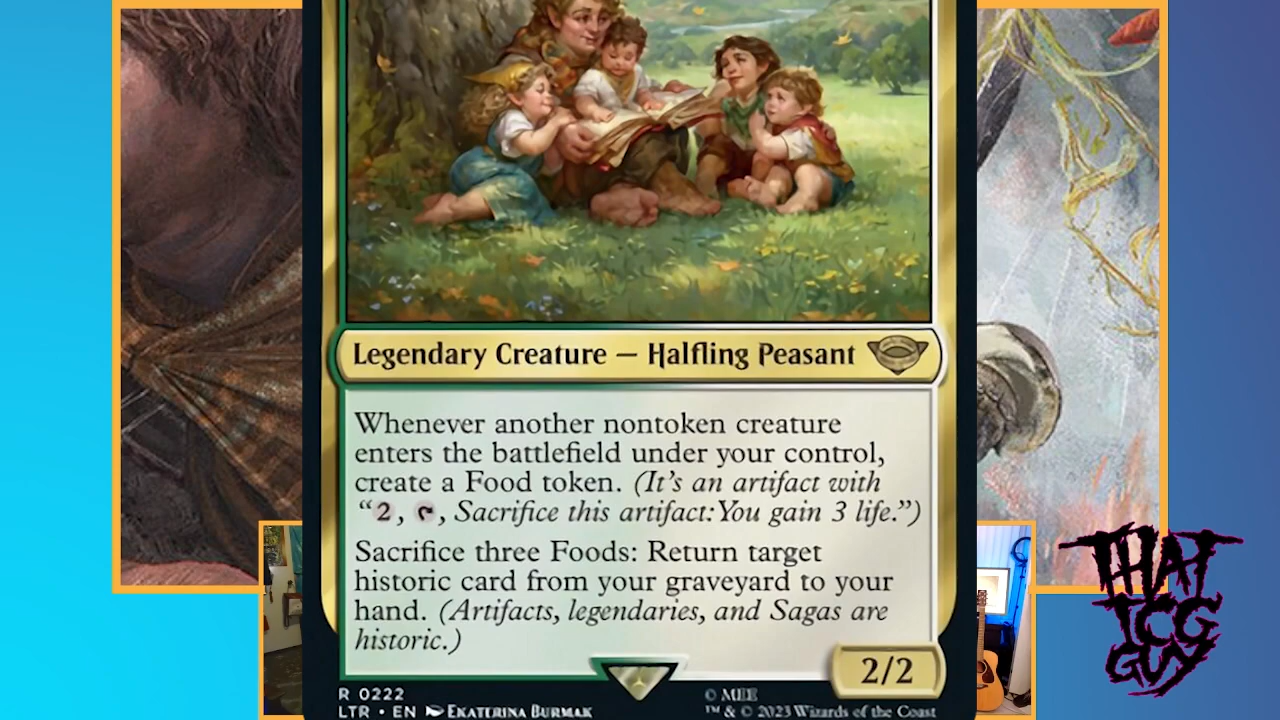 Legendary Creature — Halfling Peasant
Whenever another nontoken creature
enters the battlefield under your control,
create a Food token. (It's an artifact with
“2, , Sacrifice this artifact: You gain 3 life.”)
Sacrifice three Foods: Return target
historic card from your graveyard to your
hand. (Artifacts, legendaries, and Sagas are
historic.)
2/2
R 0222
LTR • EN EKATERINA BURMAK
© MEE
™ & © 2023 Wizards of the Coast
THAT
TCG
GUY